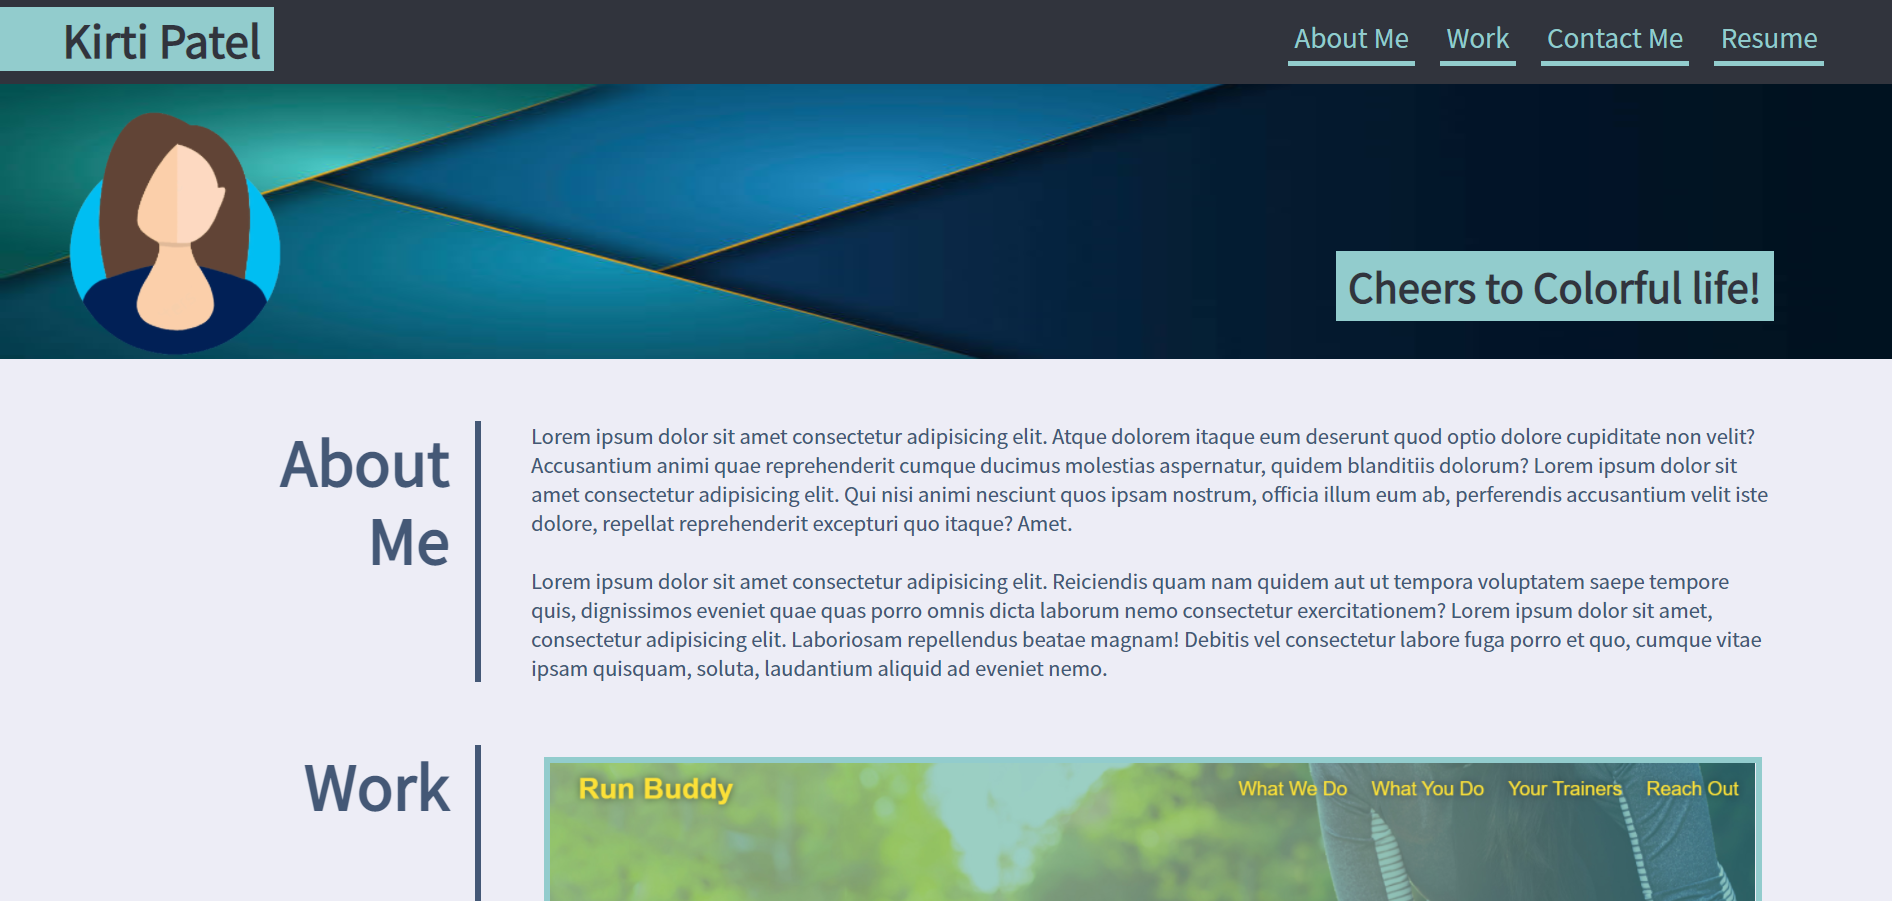 Kirti Patel
About Me Work Contact Me Resume
Cheers to Colorful life!
About
Me
Lorem ipsum dolor sit amet consectetur adipisicing elit. Atque dolorem itaque eum deserunt quod optio dolore cupiditate non velit?
Accusantium animi quae reprehenderit cumque ducimus molestias aspernatur, quidem blanditiis dolorum? Lorem ipsum dolor sit
amet consectetur adipisicing elit. Qui nisi animi nesciunt quos ipsam nostrum, officia illum eum ab, perferendis accusantium velit iste
dolore, repellat reprehenderit excepturi quo itaque? Amet.
Lorem ipsum dolor sit amet consectetur adipisicing elit. Reiciendis quam nam quidem aut ut tempora voluptatem saepe tempore
quis, dignissimos eveniet quae quas porro omnis dicta laborum nemo consectetur exercitationem? Lorem ipsum dolor sit amet,
consectetur adipisicing elit. Laboriosam repellendus beatae magnam! Debitis vel consectetur labore fuga porro et quo, cumque vitae
ipsam quisquam, soluta, laudantium aliquid ad eveniet nemo.
Work
Run Buddy
What We Do What You Do Your Trainers Reach Out